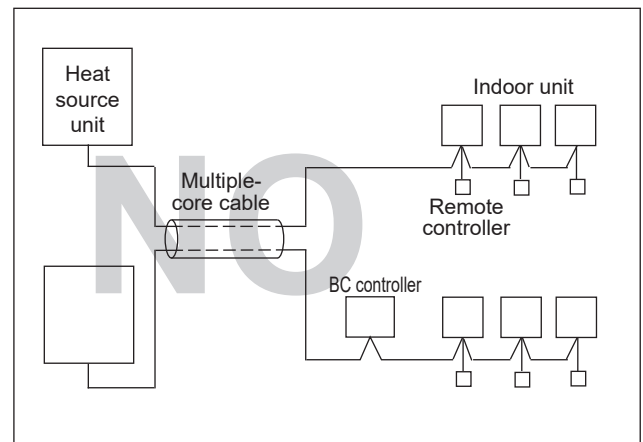 Heat
source
unit
Indoor unit
NO
Multiple-
core cable
Remote
controller
BC controller